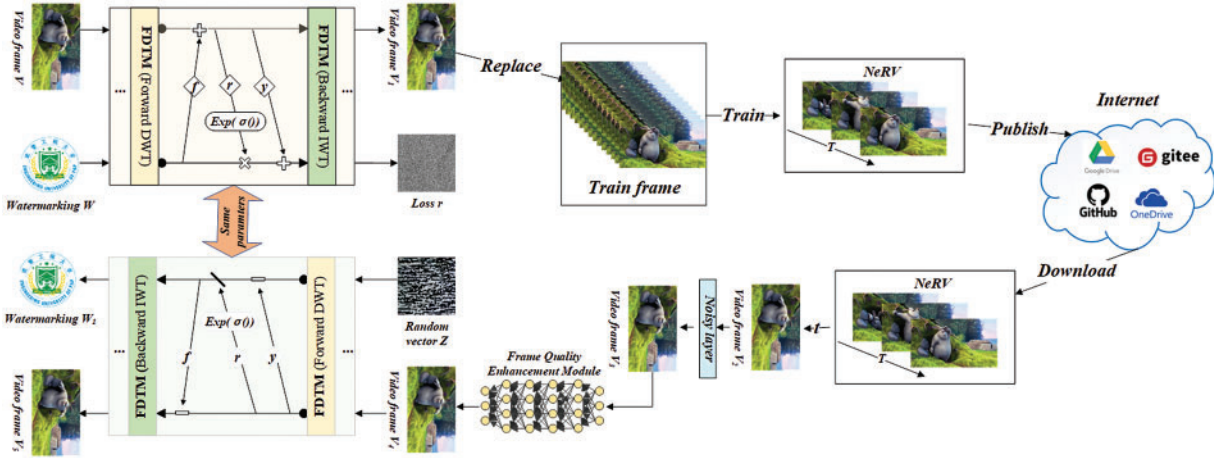 Video frame V
...
FDTM (Forward DWT)
f
r
y
Exp( σ())
FDTM (Backward IWT)
...
Video frame V₁
Watermarking W
Loss r
Replace
Train frame
Train
NeRV
T
Publish
Internet
Google Drive
gitee
GitHub
OneDrive
Same
paramters
Download
NeRV
T
t
Video frame V₂
Noisy layer
Video frame V₃
Frame Quality
Enhancement Module
Video frame V₄
Random
vector Z
...
FDTM (Forward DWT)
Exp( σ())
f
r
y
FDTM (Backward IWT)
...
Watermarking W₁
Video frame V₅